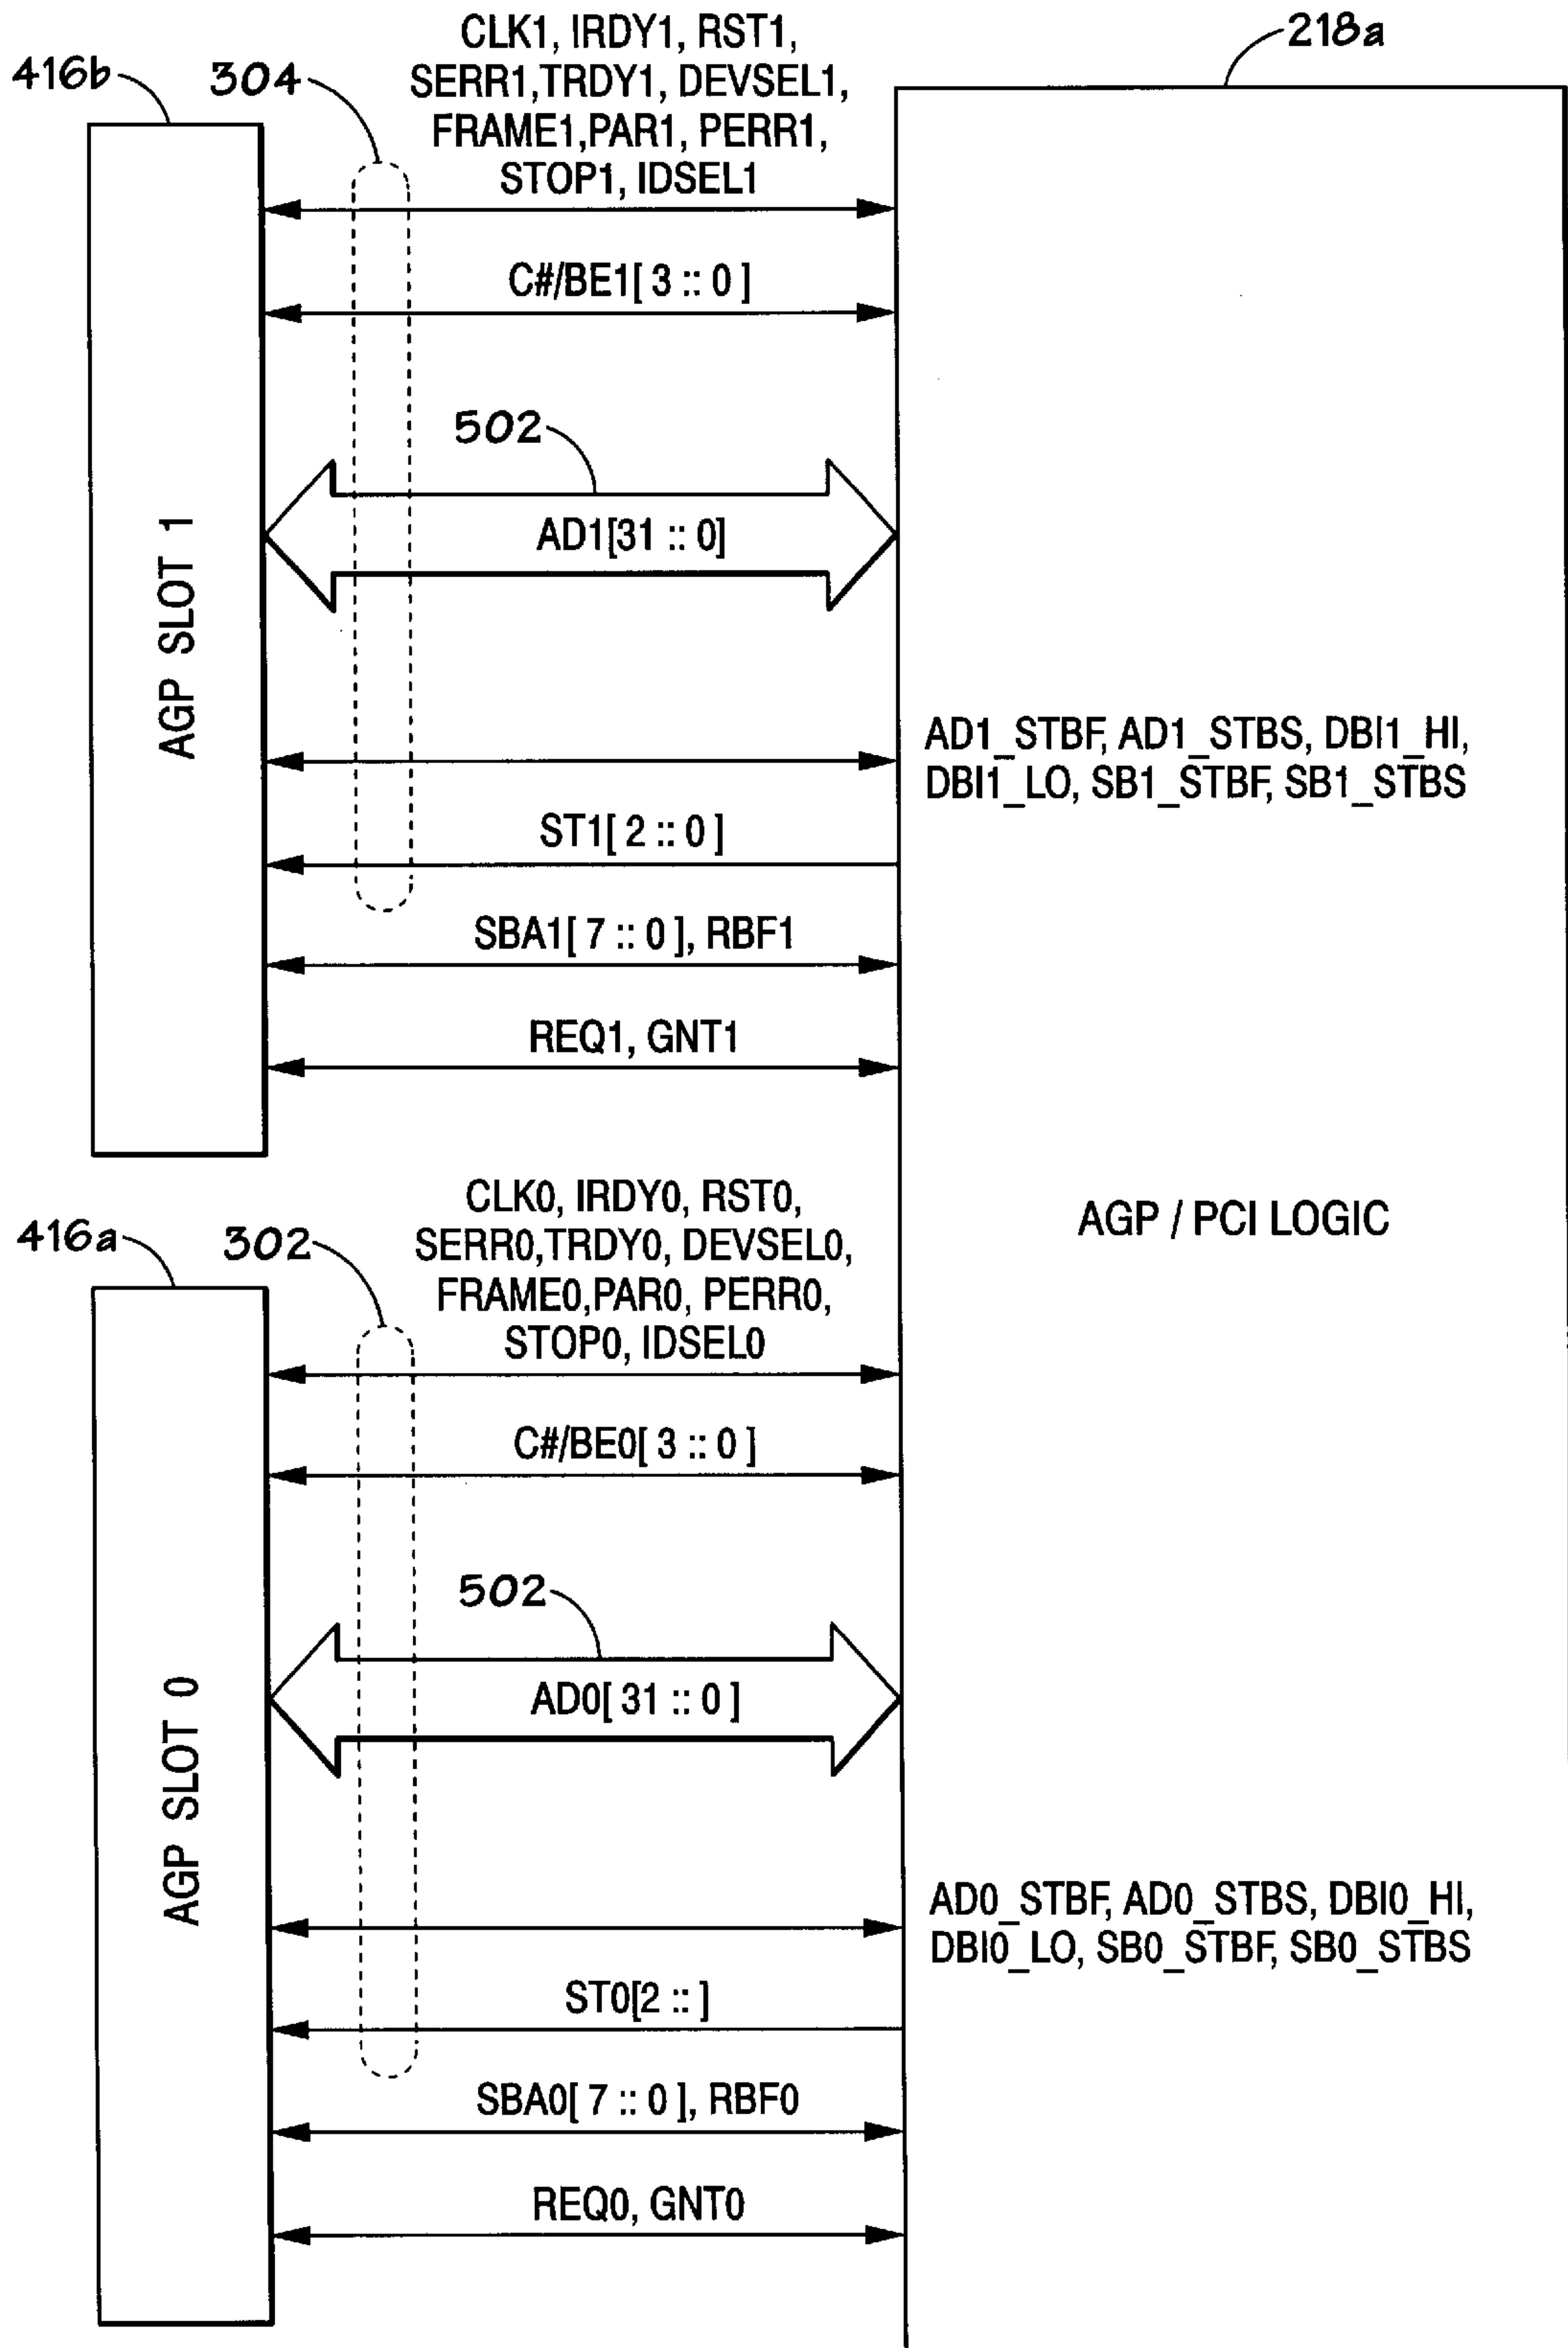 218a
416b
304
CLK1, IRDY1, RST1,
SERR1,TRDY1, DEVSEL1,
FRAME1,PAR1, PERR1,
STOP1, IDSEL1
C#/BE1[ 3 :: 0 ]
502
AD1[31 :: 0]
AGP SLOT 1
AD1_STBF, AD1_STBS, DBI1_HI,
DBI1_LO, SB1_STBF, SB1_STBS
ST1[ 2 :: 0 ]
SBA1[ 7 :: 0 ], RBF1
REQ1, GNT1
AGP / PCI LOGIC
416a
302
CLK0, IRDY0, RST0,
SERR0,TRDY0, DEVSEL0,
FRAME0,PAR0, PERR0,
STOP0, IDSEL0
C#/BE0[ 3 :: 0 ]
502
AD0[ 31 :: 0 ]
AGP SLOT 0
AD0_STBF, AD0_STBS, DBI0_HI,
DBI0_LO, SB0_STBF, SB0_STBS
ST0[2 :: ]
SBA0[ 7 :: 0 ], RBF0
REQ0, GNT0